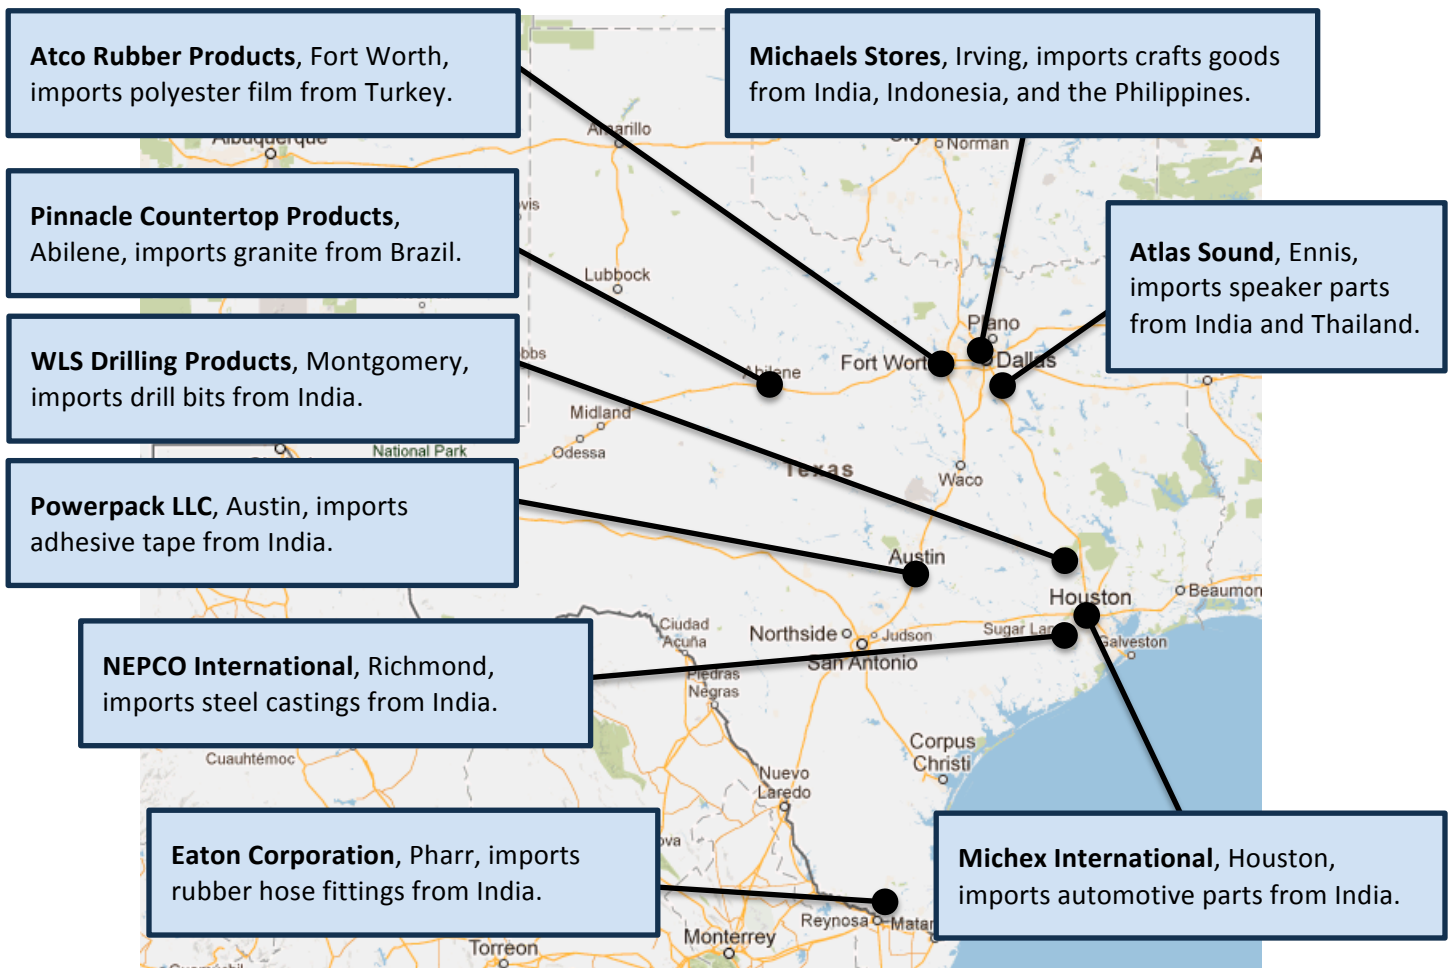 Atco Rubber Products, Fort Worth,
imports polyester film from Turkey.
Michaels Stores, Irving, imports crafts goods
from India, Indonesia, and the Philippines.
Albuquerque
Amarillo
Norman
Pinnacle Countertop Products,
Abilene, imports granite from Brazil.
Atlas Sound, Ennis,
imports speaker parts
from India and Thailand.
Lubbock
Plano
WLS Drilling Products, Montgomery,
imports drill bits from India.
Fort Wort
Dallas
Abilene
Midland
National Park
Odessa
Texas
Waco
Powerpack LLC, Austin, imports
adhesive tape from India.
Austin
Houston
Beaumon
Ciudad
Acuña
Northside
Judson
Sugar La
Galveston
San Antonio
NEPCO International, Richmond,
imports steel castings from India.
Piedras
Negras
Cuauhtémoc
Corpus
Christi
Nuevo
Laredo
Eaton Corporation, Pharr, imports
rubber hose fittings from India.
Michex International, Houston,
imports automotive parts from India.
Reynosa
Matar
Monterrey
Torreon